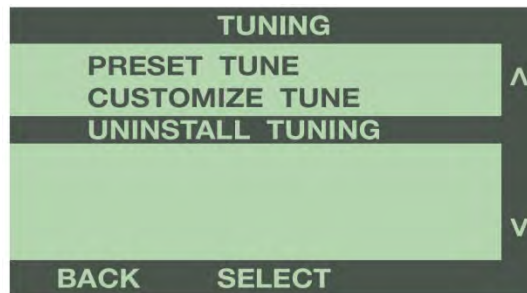 TUNING
PRESET TUNE
CUSTOMIZE TUNE
UNINSTALL TUNING
BACK SELECT